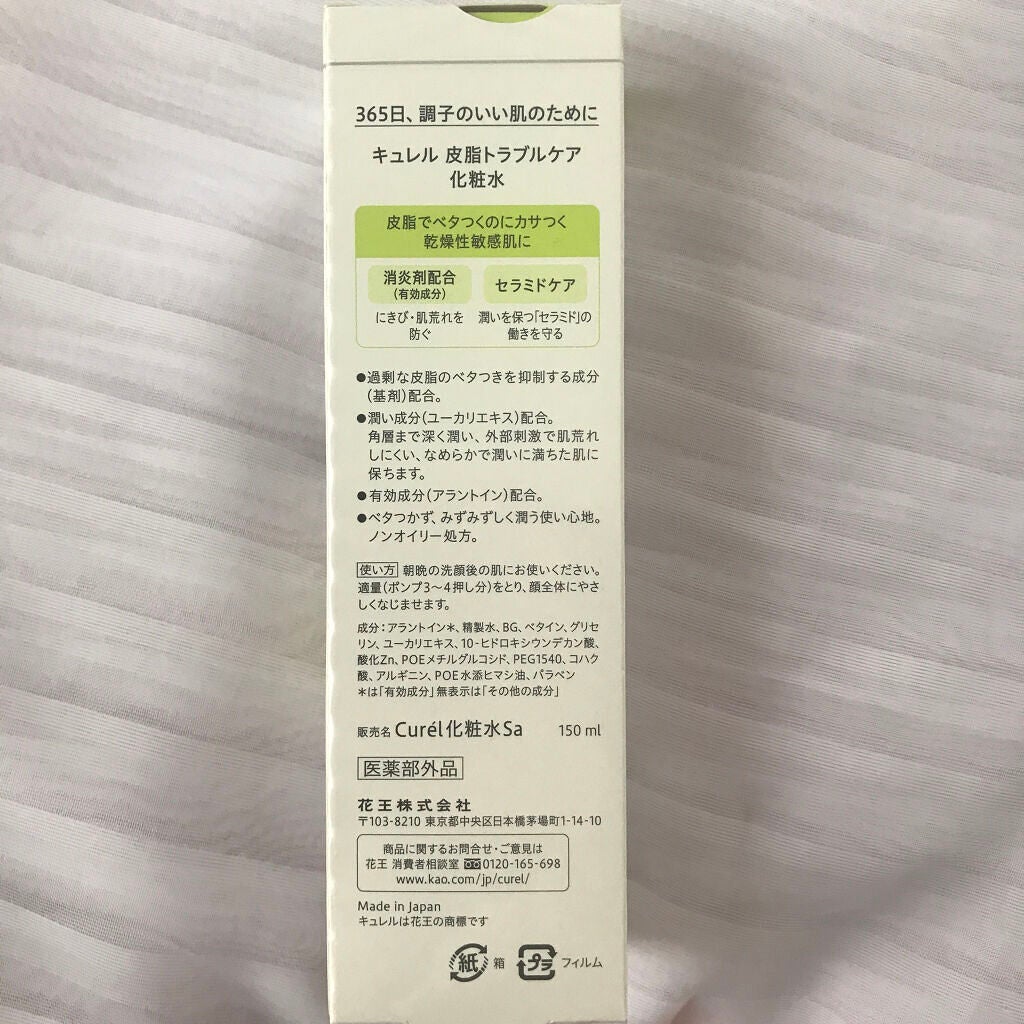 365日、調子のいい肌のために
キュレル 皮脂トラブルケア
化粧水
皮脂でベタつくのにカサつく
乾燥性敏感肌に
消炎剤配合
(有効成分)
にきび・肌荒れを
防ぐ
セラミドケア
潤いを保つ｢セラミド｣の
働きを守る
●過剰な皮脂のベタつきを抑制する成分
(基剤)配合。
●潤い成分(ユーカリエキス)配合。
角層まで深く潤い、外部刺激で肌荒れ
しにくい、なめらかで潤いに満ちた肌に
保ちます。
●有効成分(アラントイン)配合。
●ベタつかず、みずみずしく潤う使い心地。
ノンオイリー処方。
使い方 朝晩の洗顔後の肌にお使いください。
適量(ポンプ3〜4押し分)をとり、顔全体にやさ
しくなじませます。
成分：アラントイン＊、精製水、BG、ベタイン、グリセ
リン、ユーカリエキス、10-ヒドロキシウンデカン酸、
酸化Zn、POEメチルグルコシド、PEG1540、コハク
酸、アルギニン、POE水添ヒマシ油、パラベン
＊は｢有効成分｣無表示は｢その他の成分｣
販売名 Curél化粧水Sa 150 ml
医薬部外品
花王株式会社
〒103-8210 東京都中央区日本橋茅場町1-14-10
商品に関するお問合せ・ご意見は
花王 消費者相談室 0120-165-698
www.kao.com/jp/curel/
Made in Japan
キュレルは花王の商標です
紙 箱 プラ フィルム